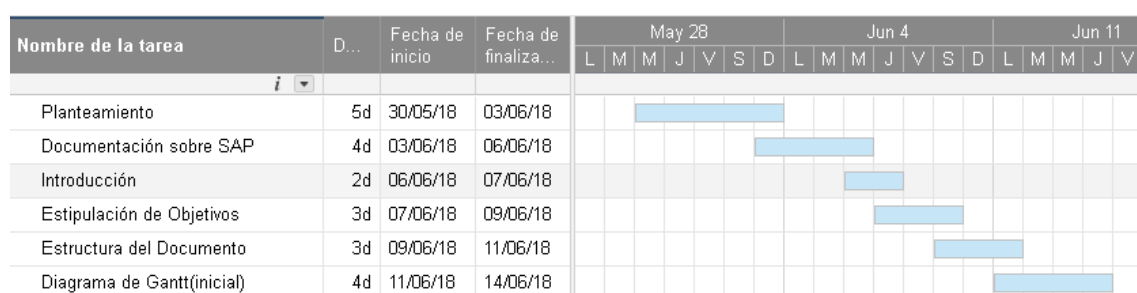 Nombre de la tarea D... Fecha de inicio Fecha de finaliza... May 28 Jun 4 Jun 11
L M M J V S D L M M J V S D L M M J V
i
Planteamiento 5d 30/05/18 03/06/18
Documentación sobre SAP 4d 03/06/18 06/06/18
Introducción 2d 06/06/18 07/06/18
Estipulación de Objetivos 3d 07/06/18 09/06/18
Estructura del Documento 3d 09/06/18 11/06/18
Diagrama de Gantt(inicial) 4d 11/06/18 14/06/18